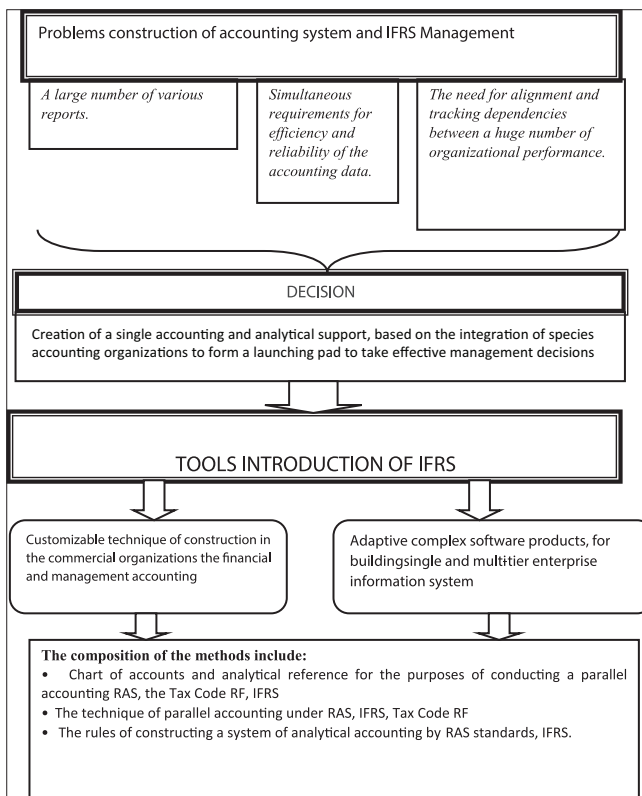 Problems construction of accounting system and IFRS Management
A large number of various
reports.
Simultaneous
requirements for
efficiency and
reliability of the
accounting data.
The need for alignment and
tracking dependencies
between a huge number of
organizational performance.
DECISION
Creation of a single accounting and analytical support, based on the integration of species
accounting organizations to form a launching pad to take effective management decisions
TOOLS INTRODUCTION OF IFRS
Customizable technique of construction in
the commercial organizations the financial
and management accounting
Adaptive complex software products, for
buildingsingle and multi-tier enterprise
information system
The composition of the methods include:
• Chart of accounts and analytical reference for the purposes of conducting a parallel
accounting RAS, the Tax Code RF, IFRS
• The technique of parallel accounting under RAS, IFRS, Tax Code RF
• The rules of constructing a system of analytical accounting by RAS standards, IFRS.